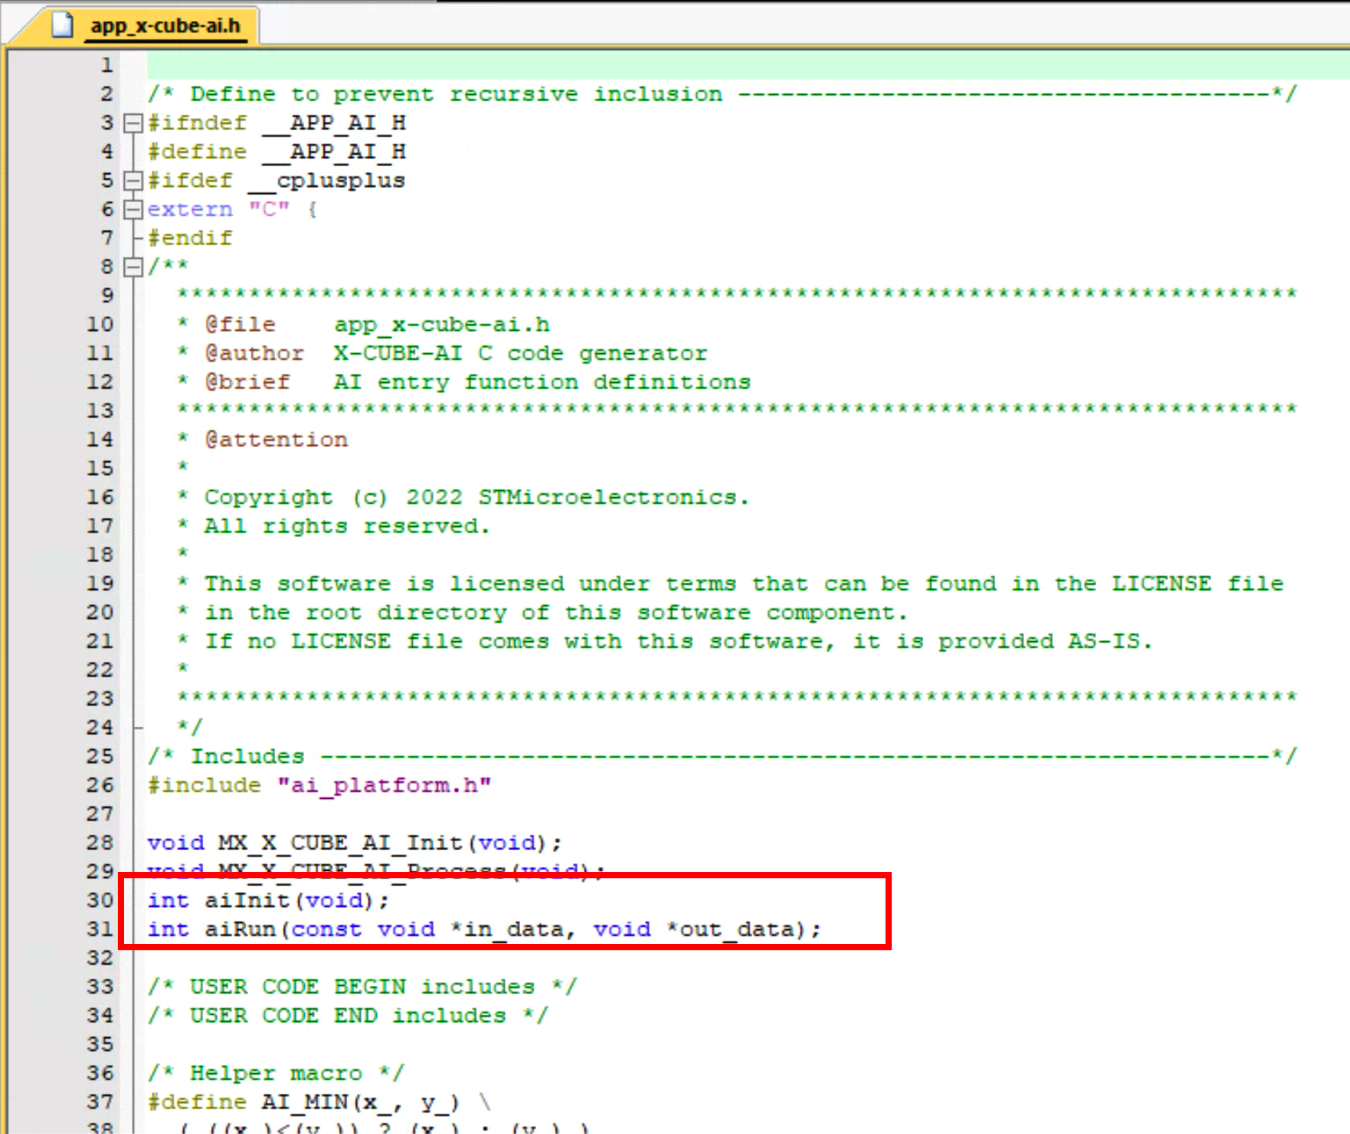 app_x-cube-ai.h
1
2 /* Define to prevent recursive inclusion -------------------------------------*/
3 #ifndef __APP_AI_H
4 #define __APP_AI_H
5 #ifdef __cplusplus
6 extern "C" {
7 #endif
8 /**
9 ******************************************************************************
10 * @file    app_x-cube-ai.h
11 * @author  X-CUBE-AI C code generator
12 * @brief   AI entry function definitions
13 ******************************************************************************
14 * @attention
15 *
16 * Copyright (c) 2022 STMicroelectronics.
17 * All rights reserved.
18 *
19 * This software is licensed under terms that can be found in the LICENSE file
20 * in the root directory of this software component.
21 * If no LICENSE file comes with this software, it is provided AS-IS.
22 *
23 ******************************************************************************
24 */
25 /* Includes ------------------------------------------------------------------*/
26 #include "ai_platform.h"
27
28 void MX_X_CUBE_AI_Init(void);
29 void MX_X_CUBE_AI_Process(void);
30 int aiInit(void);
31 int aiRun(const void *in_data, void *out_data);
32
33 /* USER CODE BEGIN includes */
34 /* USER CODE END includes */
35
36 /* Helper macro */
37 #define AI_MIN(x_, y_) \
38 ( ((x_)<(y_)) ? (x_) : (y_) )